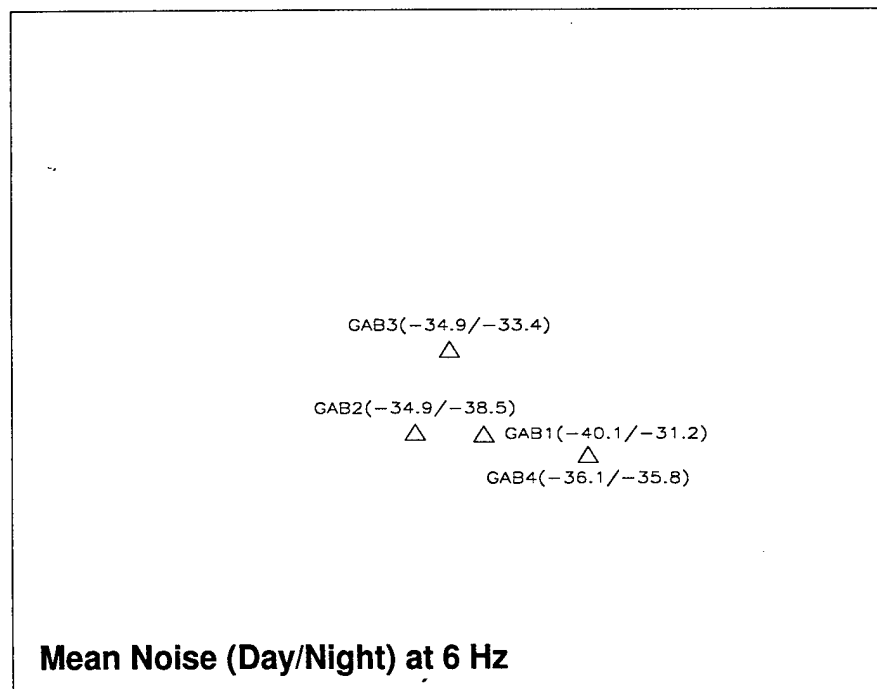 GAB3(−34.9/−33.4)
GAB2(−34.9/−38.5)
GAB1(−40.1/−31.2)
GAB4(−36.1/−35.8)
Mean Noise (Day/Night) at 6 Hz